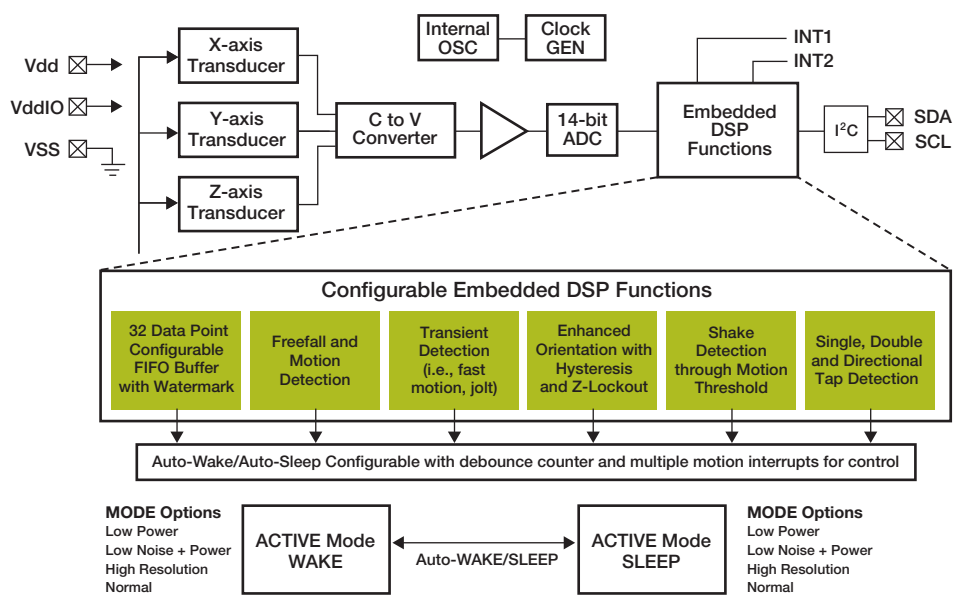 Vdd
VddIO
VSS
X-axis
Transducer
Y-axis
Transducer
Z-axis
Transducer
Internal
OSC
Clock
GEN
C to V
Converter
14-bit
ADC
Embedded
DSP
Functions
INT1
INT2
I²C
SDA
SCL
Configurable Embedded DSP Functions
32 Data Point
Configurable
FIFO Buffer
with Watermark
Freefall and
Motion
Detection
Transient
Detection
(i.e., fast
motion, jolt)
Enhanced
Orientation with
Hysteresis
and Z-Lockout
Shake
Detection
through Motion
Threshold
Single, Double
and Directional
Tap Detection
Auto-Wake/Auto-Sleep Configurable with debounce counter and multiple motion interrupts for control
MODE Options
Low Power
Low Noise + Power
High Resolution
Normal
ACTIVE Mode
WAKE
Auto-WAKE/SLEEP
ACTIVE Mode
SLEEP
MODE Options
Low Power
Low Noise + Power
High Resolution
Normal